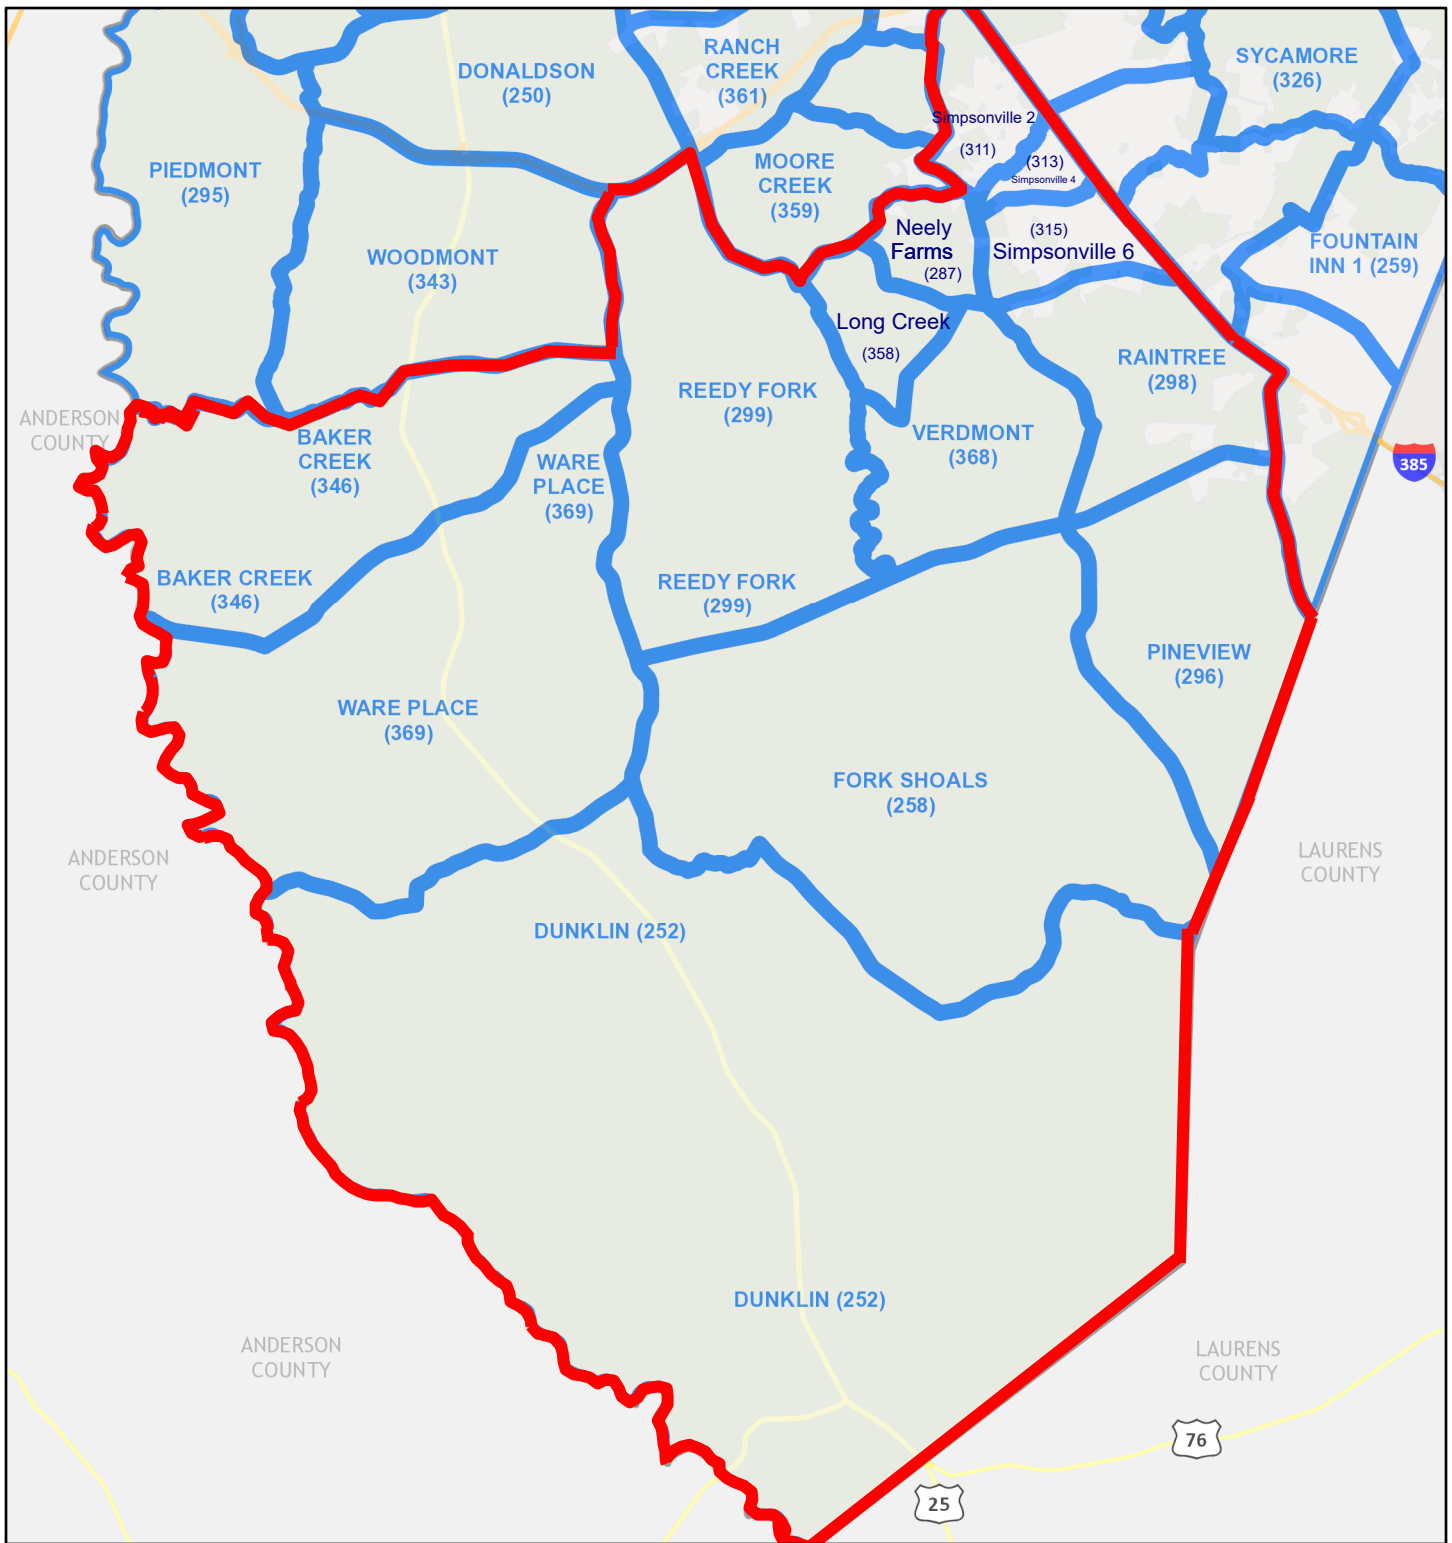 RANCH
CREEK
(361)
SYCAMORE
(326)
DONALDSON
(250)
Simpsonville 2
(311)
(313)
Simpsonville 4
MOORE
CREEK
(359)
PIEDMONT
(295)
Neely
Farms
(287)
(315)
Simpsonville 6
FOUNTAIN
INN 1 (259)
WOODMONT
(343)
Long Creek
(358)
RAINTREE
(298)
REEDY FORK
(299)
ANDERSON
COUNTY
BAKER
CREEK
(346)
WARE
PLACE
(369)
VERDMONT
(368)
385
BAKER CREEK
(346)
REEDY FORK
(299)
PINEVIEW
(296)
WARE PLACE
(369)
FORK SHOALS
(258)
ANDERSON
COUNTY
LAURENS
COUNTY
DUNKLIN (252)
DUNKLIN (252)
ANDERSON
COUNTY
LAURENS
COUNTY
76
25